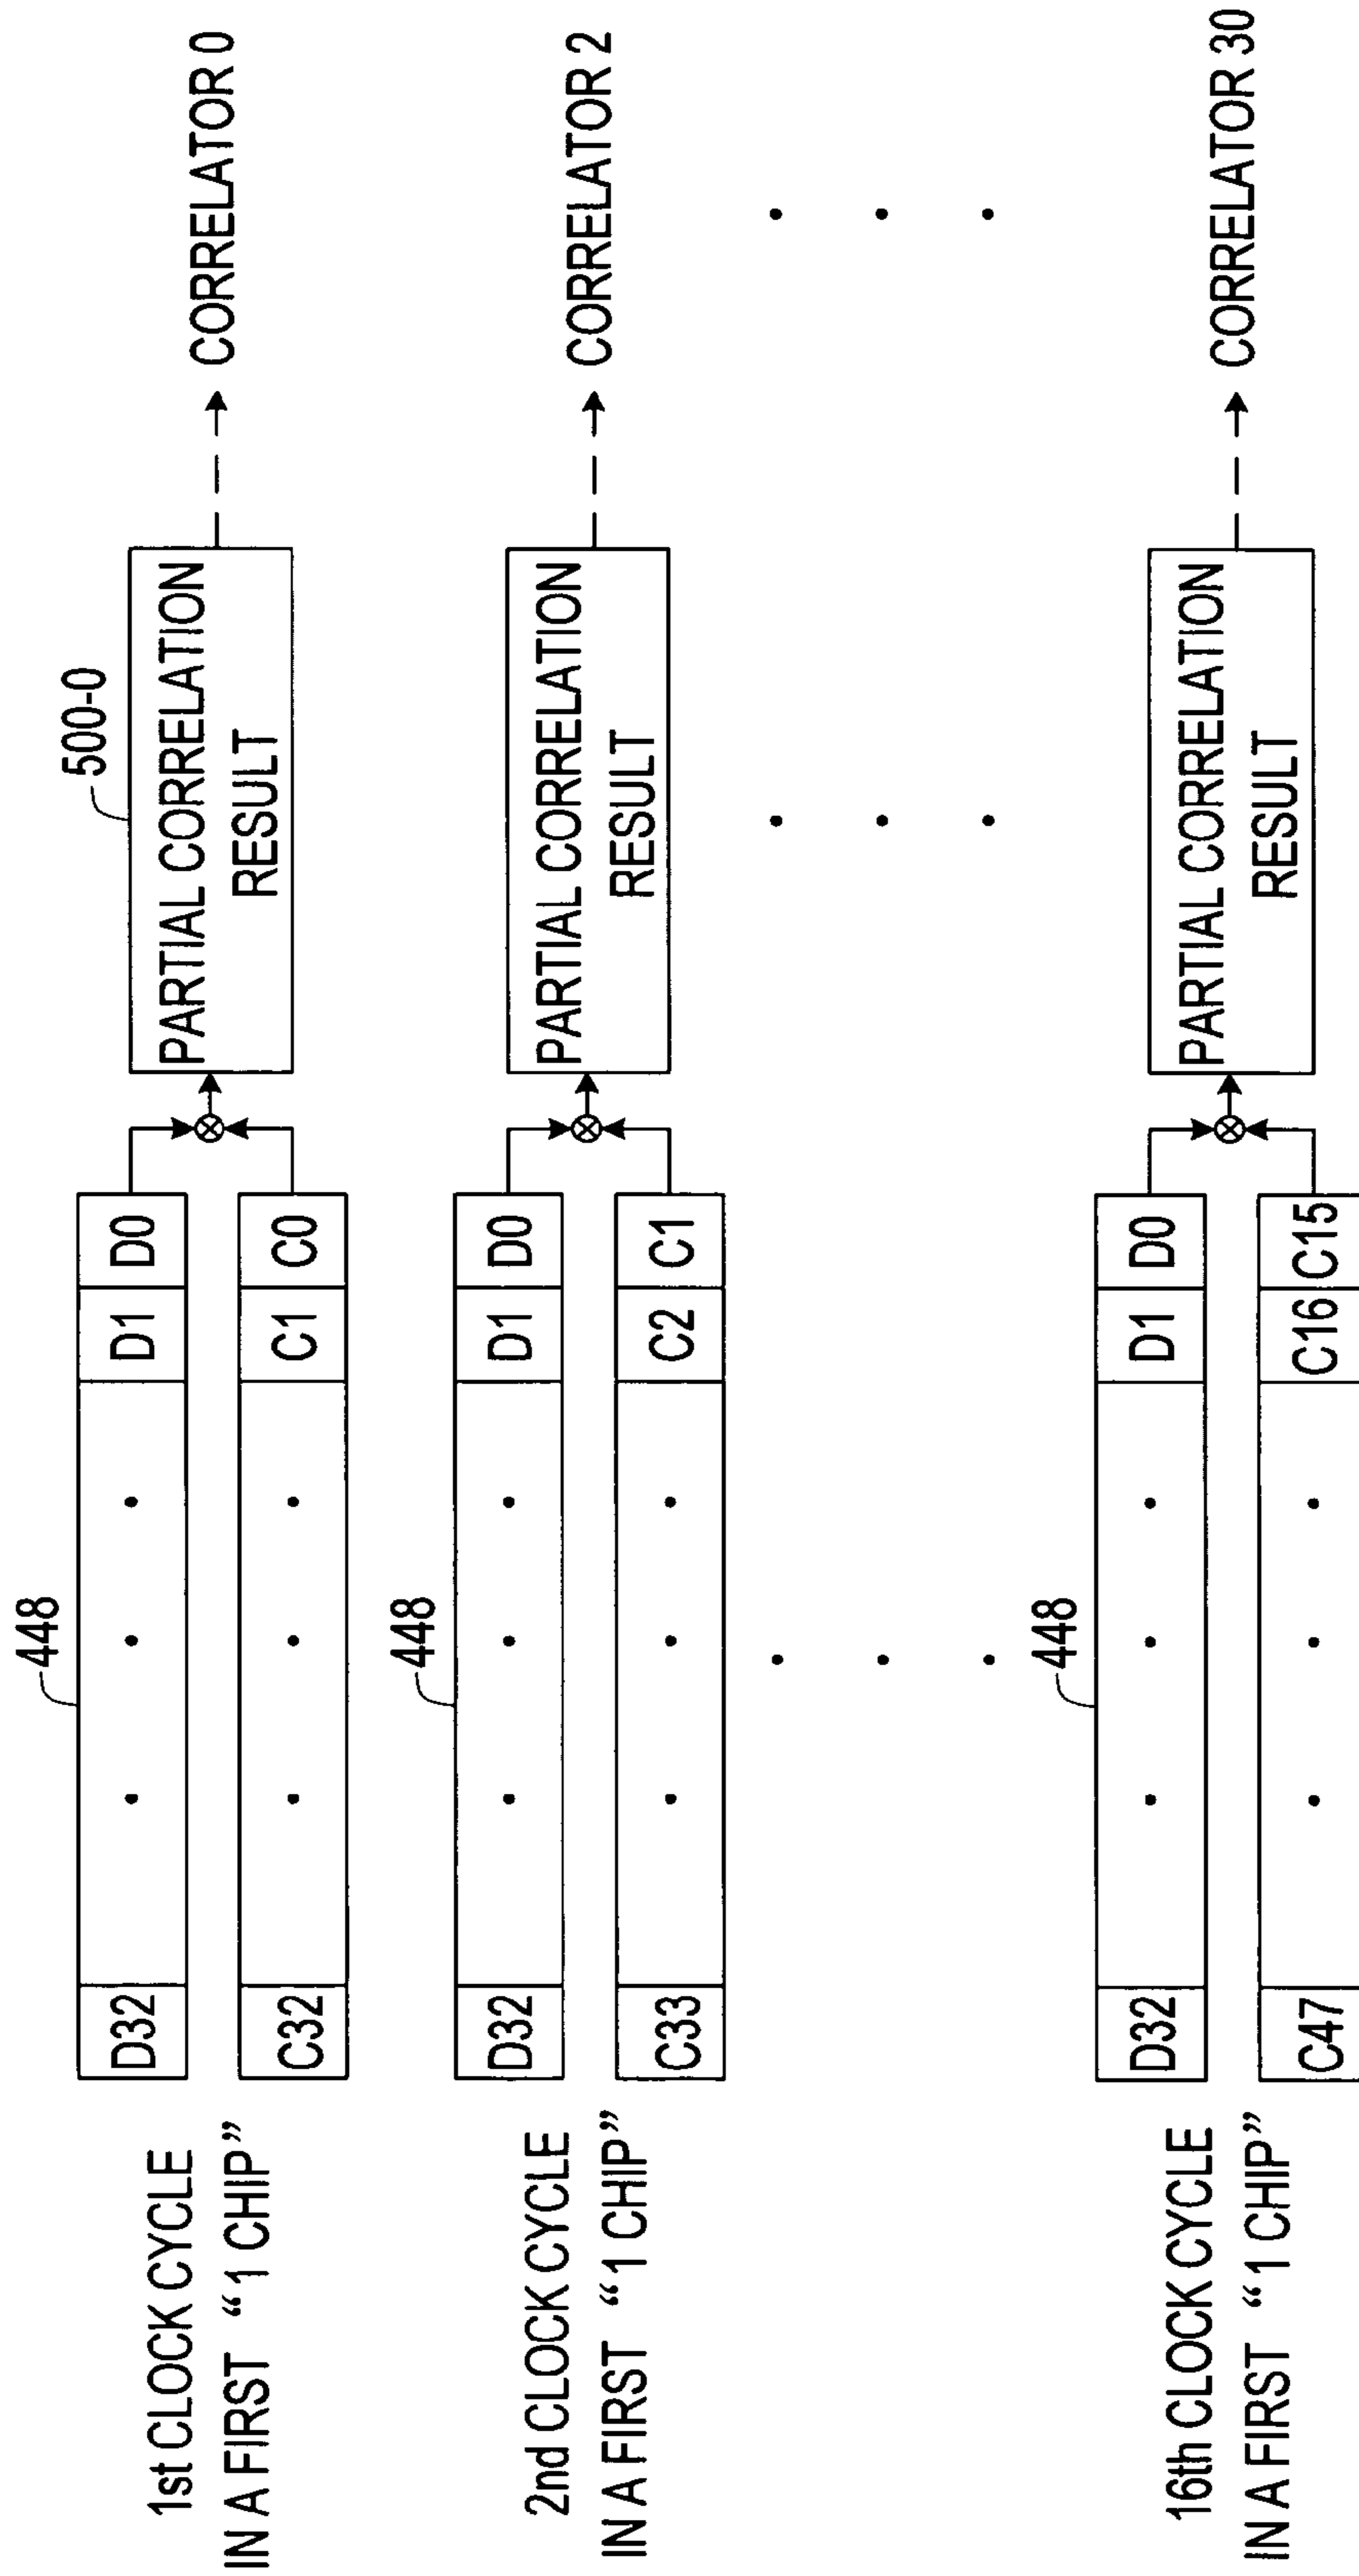 1st CLOCK CYCLE
IN A FIRST “1 CHIP”
448
D32
D1
D0
C32
C1
C0
500-0
PARTIAL CORRELATION
RESULT
CORRELATOR 0
2nd CLOCK CYCLE
IN A FIRST “1 CHIP”
448
D32
D1
D0
C33
C2
C1
PARTIAL CORRELATION
RESULT
CORRELATOR 2
16th CLOCK CYCLE
IN A FIRST “1 CHIP”
448
D32
D1
D0
C47
C16
C15
PARTIAL CORRELATION
RESULT
CORRELATOR 30